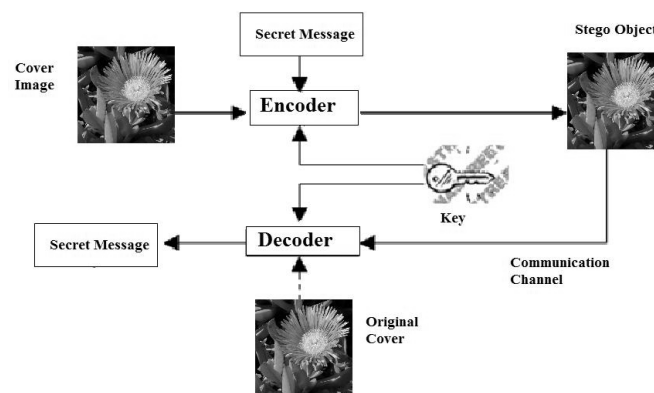 Secret Message
Stego Object
Cover
Image
Encoder
Key
Secret Message
Decoder
Communication
Channel
Original
Cover